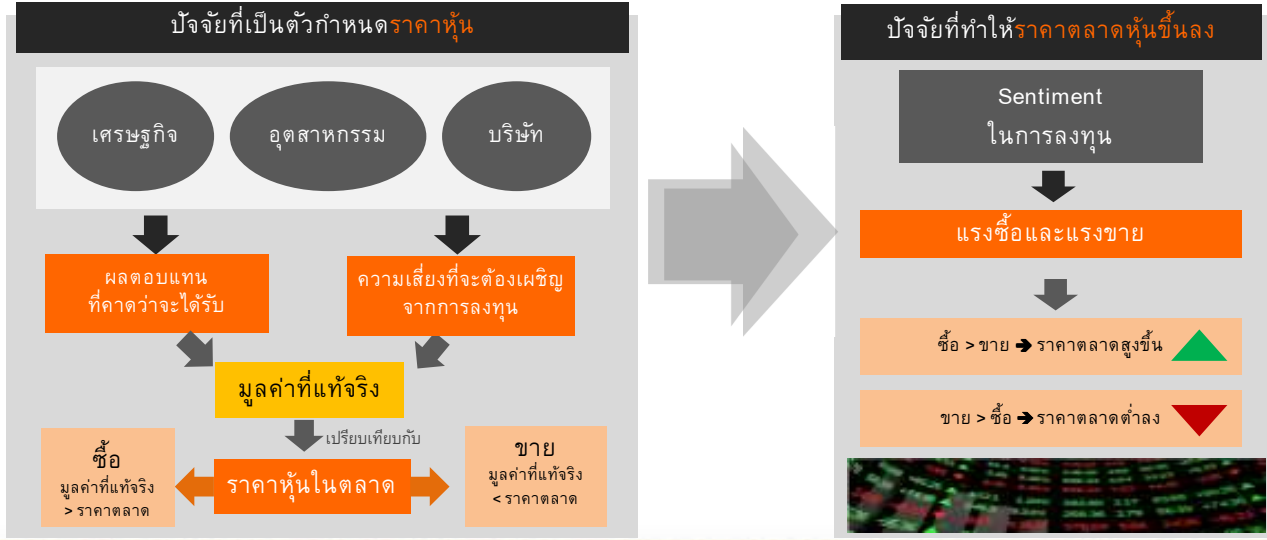 ปัจจัยที่เป็นตัวกำหนดราคาหุ้น
เศรษฐกิจ
อุตสาหกรรม
บริษัท
ผลตอบแทน
ที่คาดว่าจะได้รับ
ความเสี่ยงที่จะต้องเผชิญ
จากการลงทุน
มูลค่าที่แท้จริง
เปรียบเทียบกับ
ซื้อ
มูลค่าที่แท้จริง
> ราคาตลาด
ราคาหุ้นในตลาด
ขาย
มูลค่าที่แท้จริง
< ราคาตลาด
ปัจจัยที่ทำให้ราคาตลาดหุ้นขึ้นลง
Sentiment
ในการลงทุน
แรงซื้อและแรงขาย
ซื้อ > ขาย ➔ ราคาตลาดสูงขึ้น
ขาย > ซื้อ ➔ ราคาตลาดต่ำลง